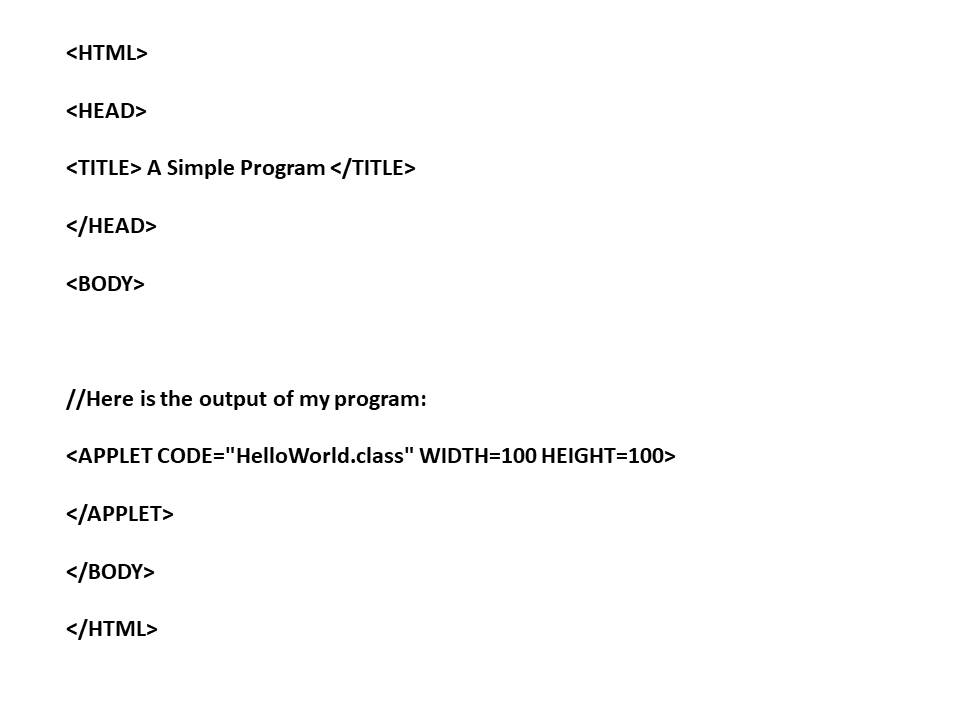 <HTML>
<HEAD>
<TITLE> A Simple Program </TITLE>
</HEAD>
<BODY>
//Here is the output of my program:
<APPLET CODE="HelloWorld.class" WIDTH=100 HEIGHT=100>
</APPLET>
</BODY>
</HTML>